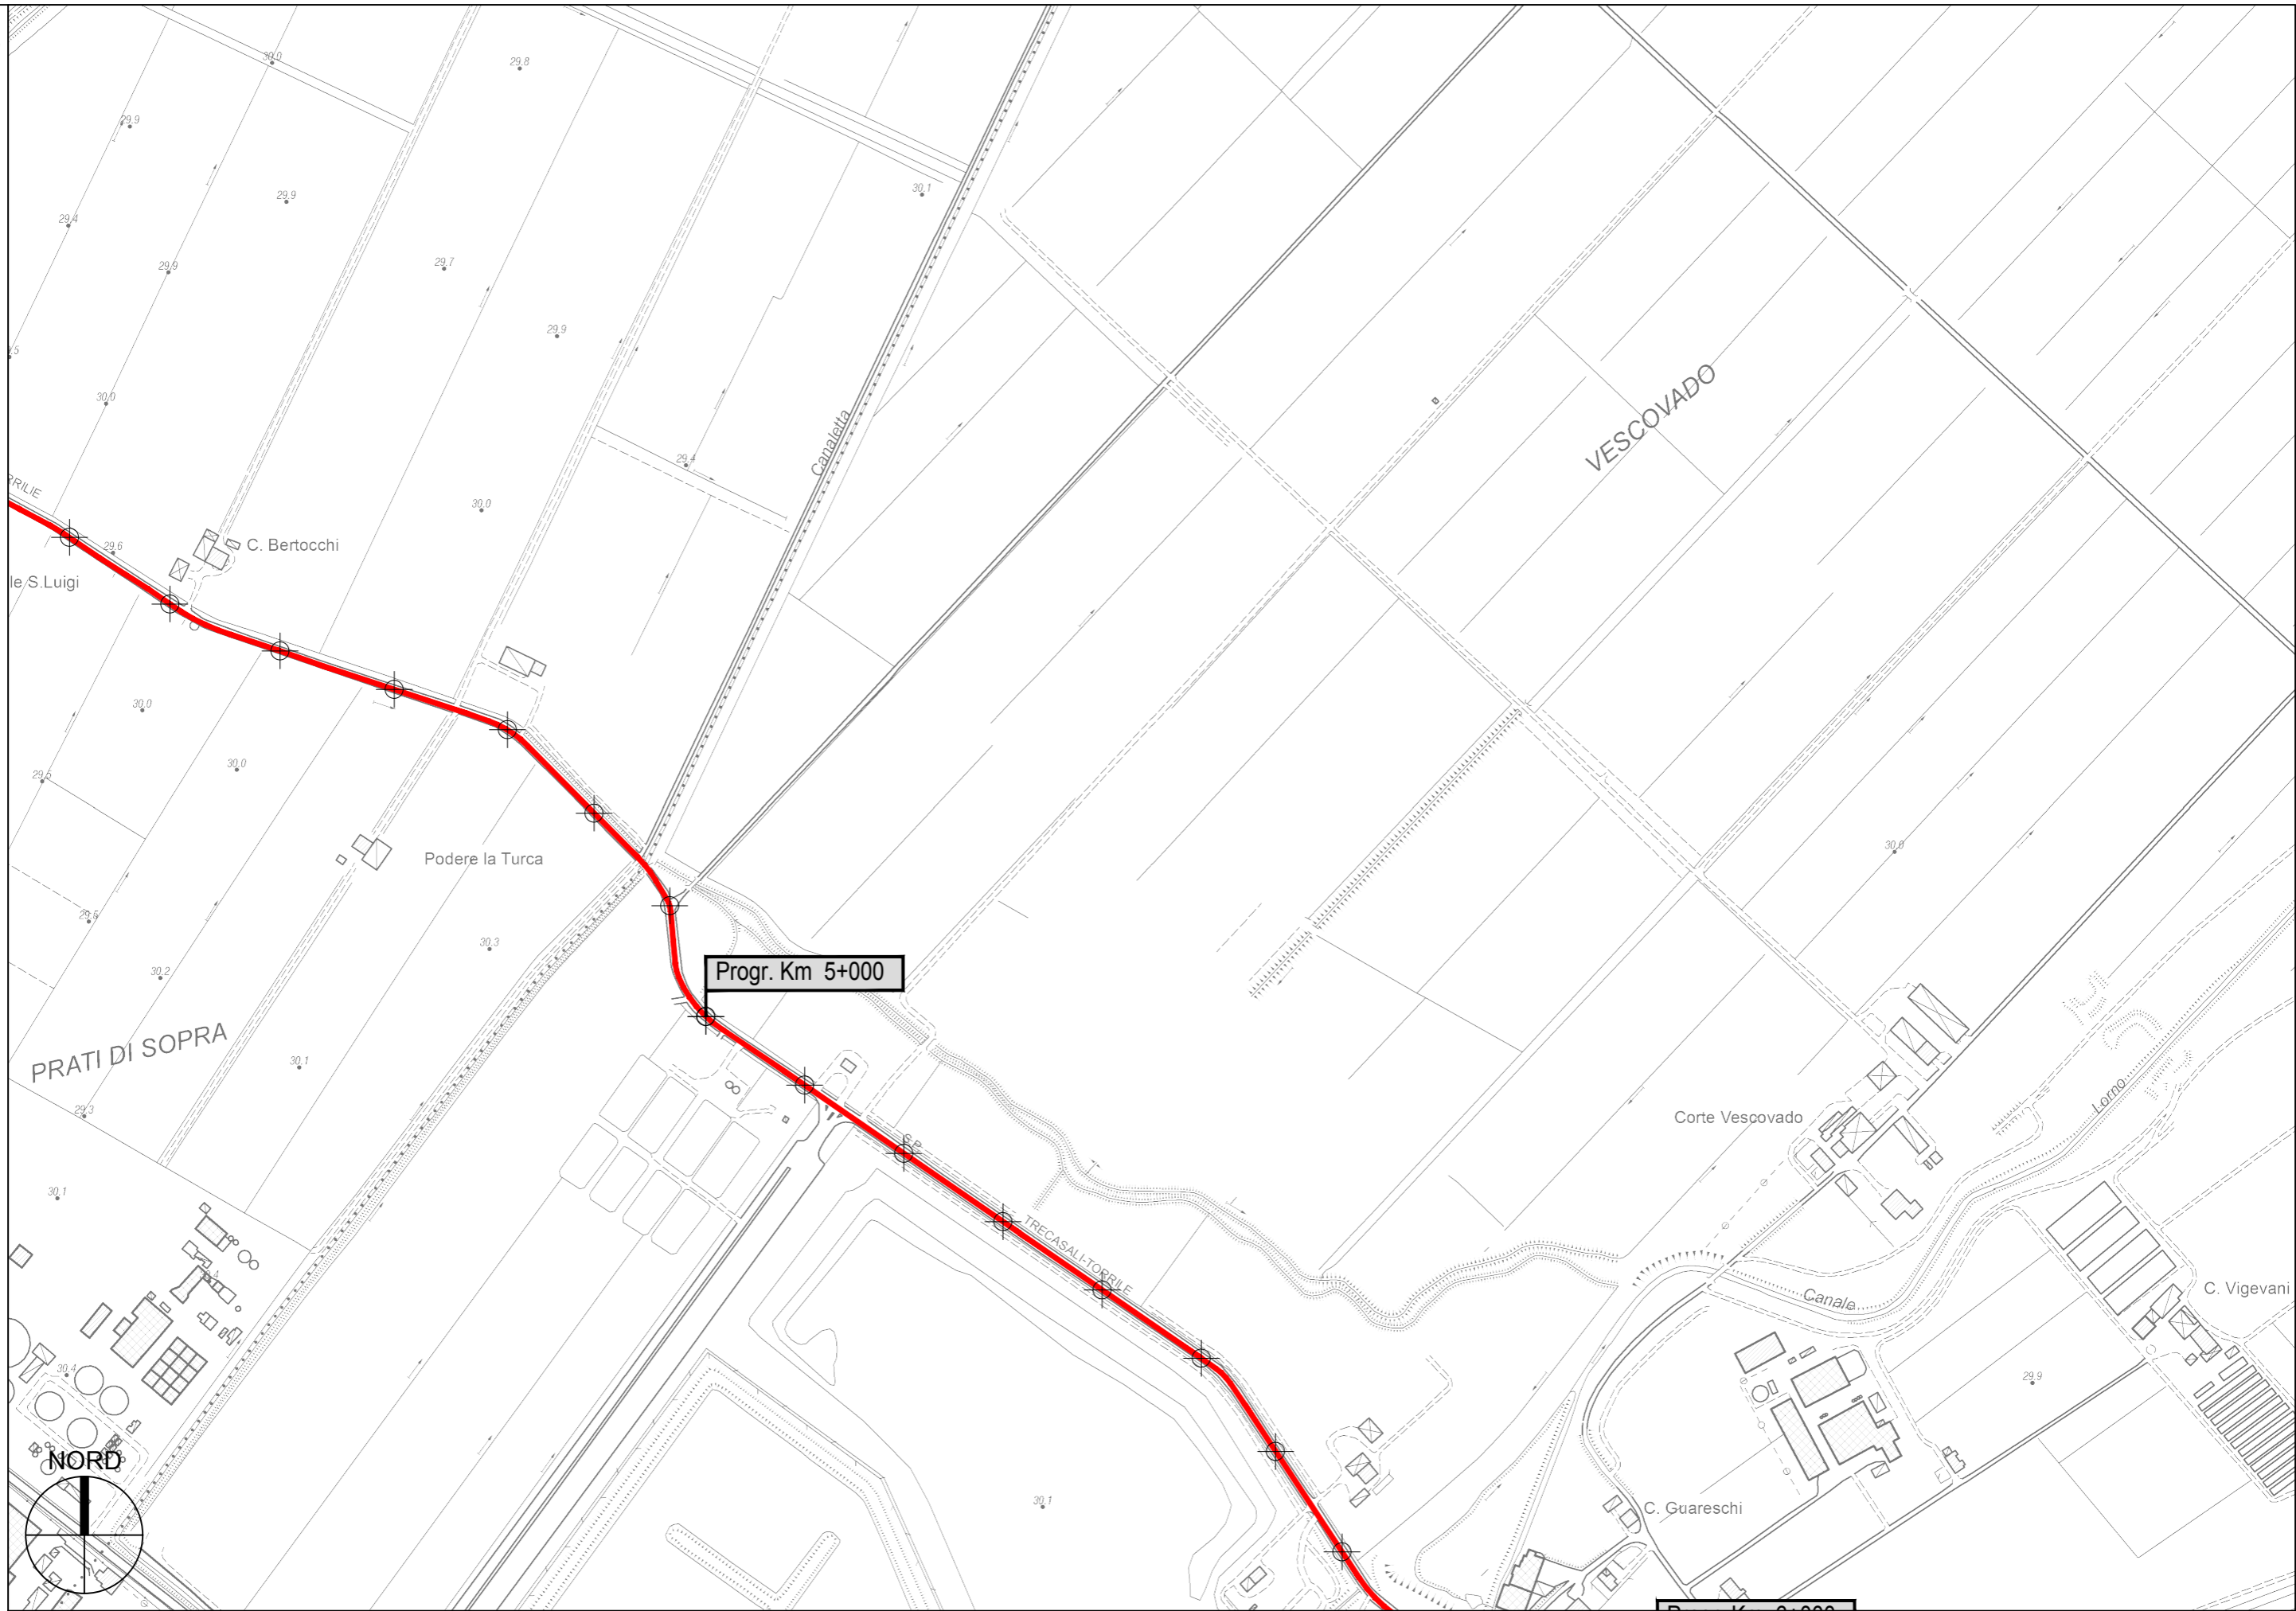 30.0
29.8
29.9
29.9
30.1
29.4
29.9
29.7
29.9
30.0
VESCOVADO
Canaletta
29.4
30.0
RRILIE
29.6
C. Bertocchi
le S.Luigi
30.0
30.0
29.5
Podere la Turca
30.0
29.6
30.3
30.2
Progr. Km 5+000
PRATI DI SOPRA
30.1
29.3
Corte Vescovado
Lorno
S.P.
30.1
TRECASALI-TORRILE
Canale
C. Vigevani
30.4
29.9
NORD
30.1
C. Guareschi